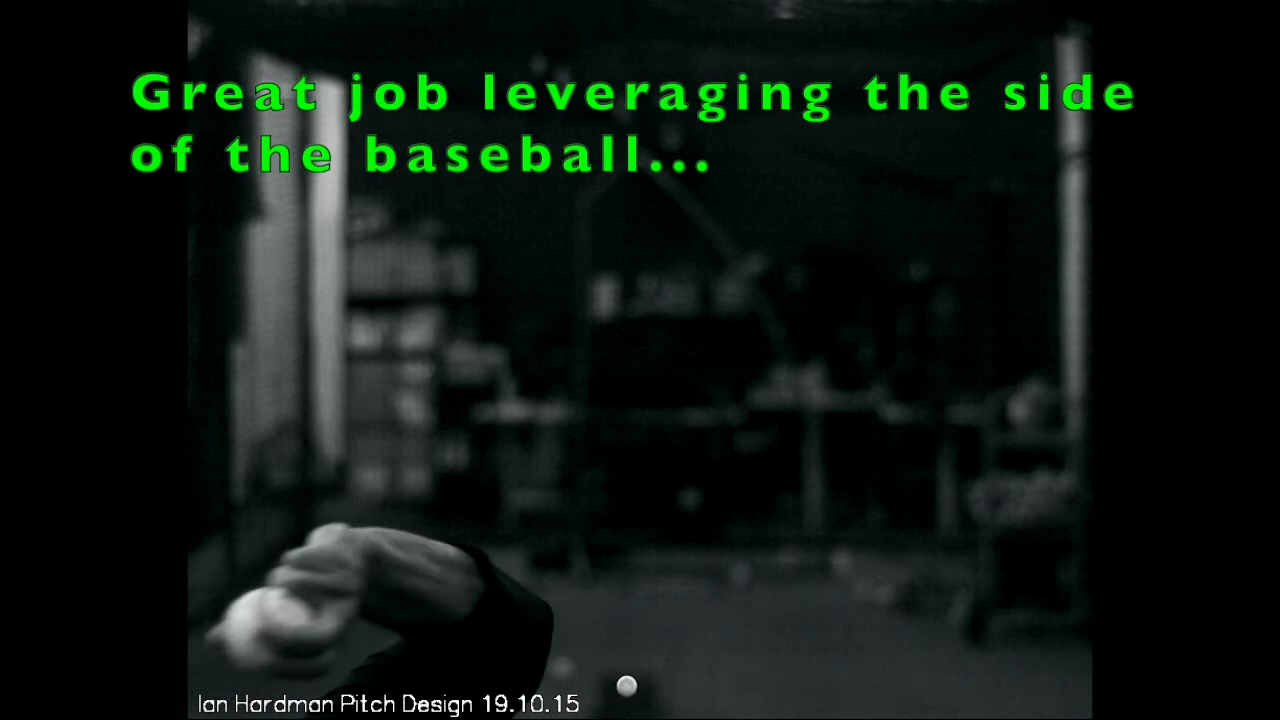 Great job leveraging the side
of the baseball...
Ian Hardman Pitch Design 19.10.15